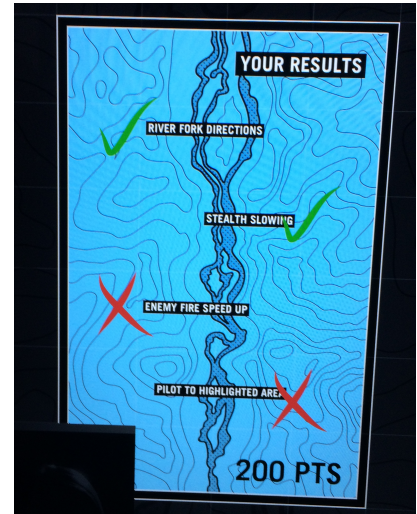 YOUR RESULTS
RIVER FORK DIRECTIONS
STEALTH SLOWING
ENEMY FIRE SPEED UP
PILOT TO HIGHLIGHTED AREA
200 PTS